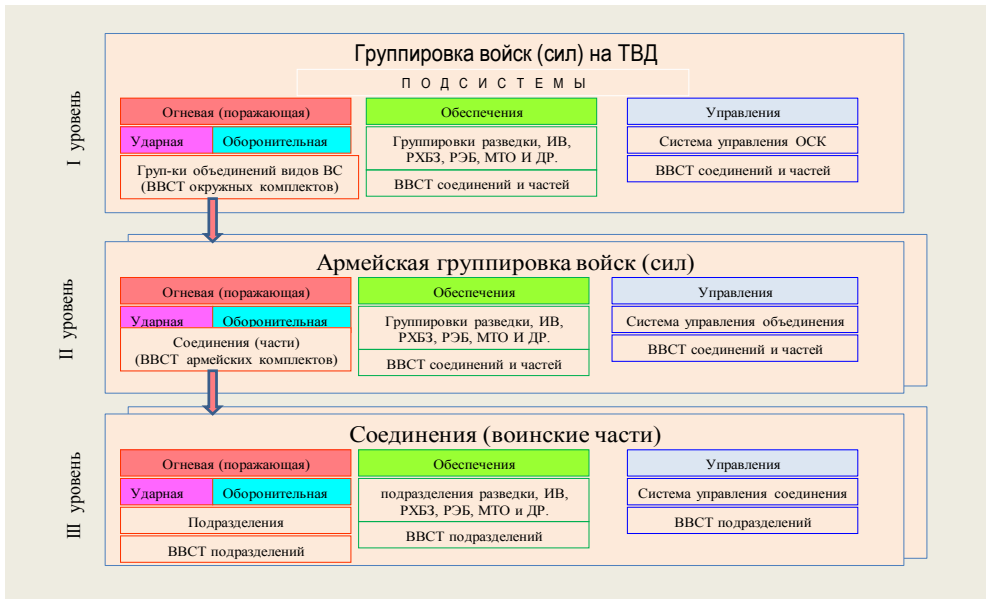 Группировка войск (сил) на ТВД
ПОДСИСТЕМЫ
I уровень
Огневая (поражающая)
Ударная
Оборонительная
Груп-ки объединений видов ВС
(ВВСТ окружных комплектов)
Обеспечения
Группировки разведки, ИВ,
РХБЗ, РЭБ, МТО И ДР.
ВВСТ соединений и частей
Управления
Система управления ОСК
ВВСТ соединений и частей
Армейская группировка войск (сил)
II уровень
Огневая (поражающая)
Ударная
Оборонительная
Соединения (части)
(ВВСТ армейских комплектов)
Обеспечения
Группировки разведки, ИВ,
РХБЗ, РЭБ, МТО И ДР.
ВВСТ соединений и частей
Управления
Система управления объединения
ВВСТ соединений и частей
Соединения (воинские части)
III уровень
Огневая (поражающая)
Ударная
Оборонительная
Подразделения
ВВСТ подразделений
Обеспечения
подразделения разведки, ИВ,
РХБЗ, РЭБ, МТО и ДР.
ВВСТ подразделений
Управления
Система управления соединения
ВВСТ подразделений